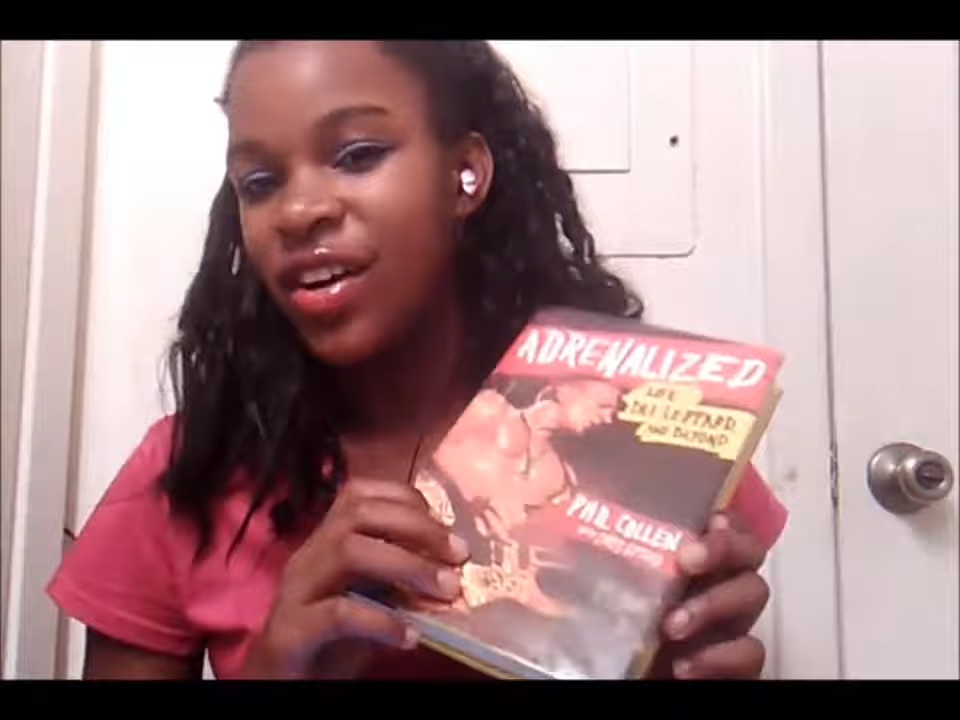 ADRENALIZED
LIFE,
DEF LEPPARD,
AND BEYOND
PHIL COLLEN